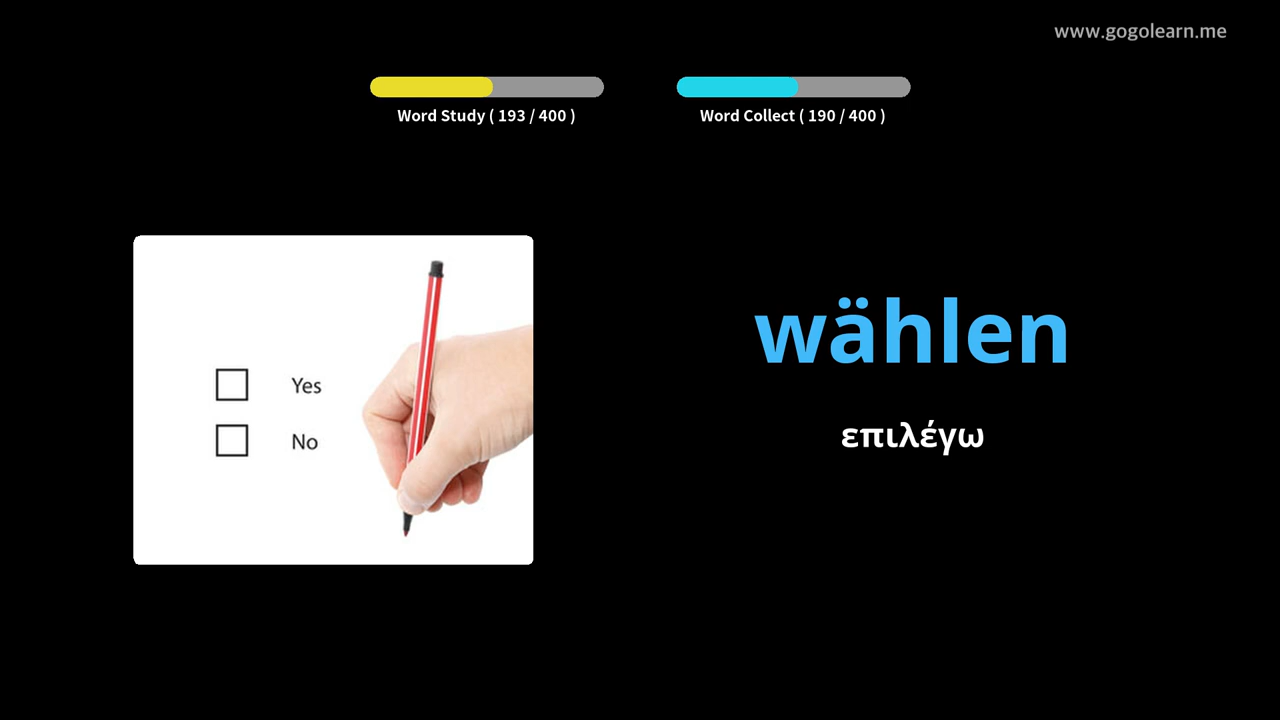 www.gogolearn.me
Word Study ( 193 / 400 )
Word Collect ( 190 / 400 )
Yes
No
wählen
επιλέγω